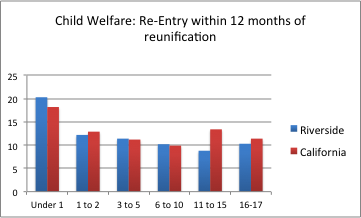 Child Welfare: Re-Entry within 12 months of
reunification
25
20
15
10
5
0
Under 1 1 to 2 3 to 5 6 to 10 11 to 15 16-17
Riverside
California